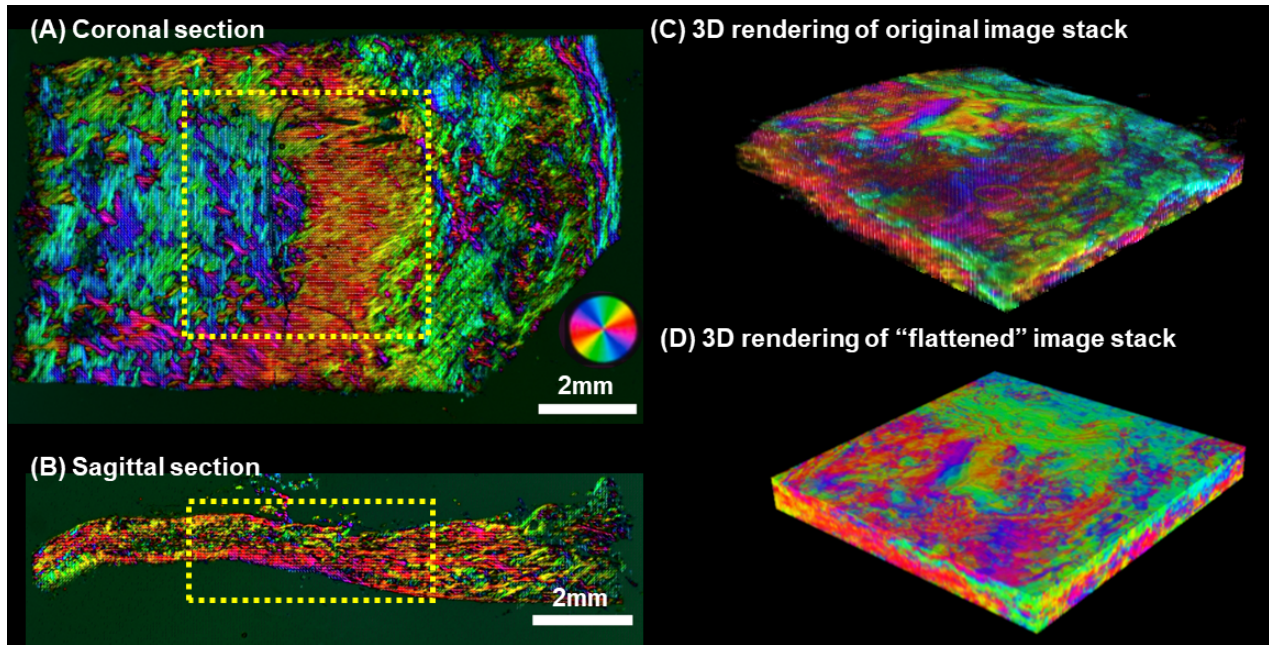 (A) Coronal section
2mm
(B) Sagittal section
2mm
(C) 3D rendering of original image stack
(D) 3D rendering of “flattened” image stack